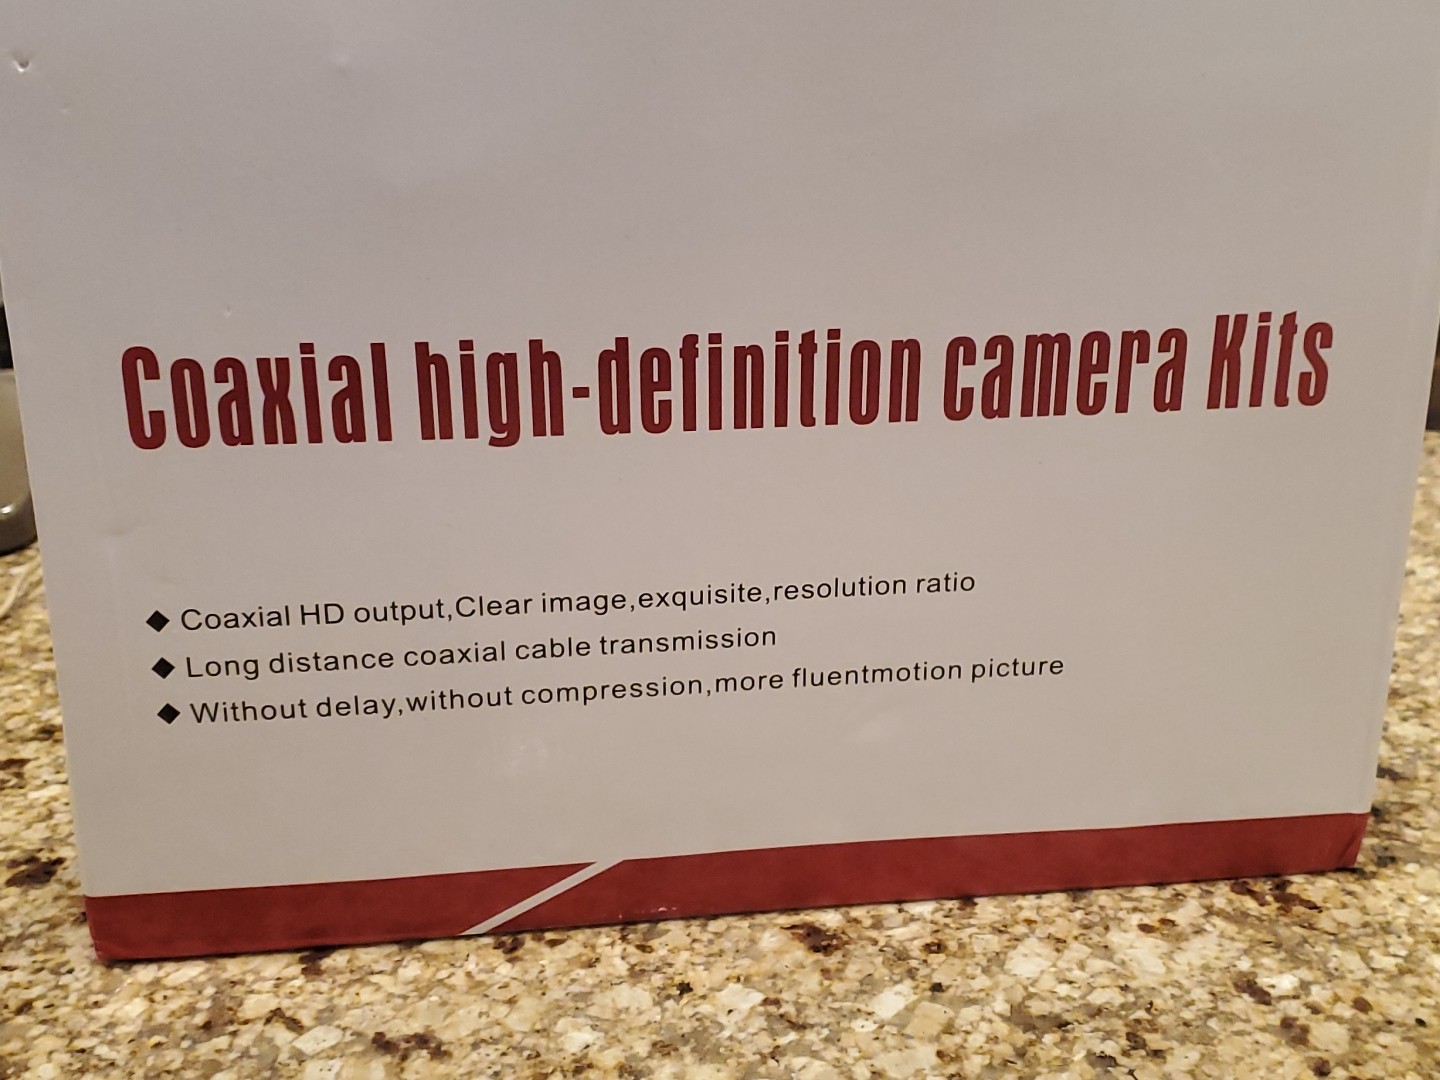 Coaxial high-definition camera Kits
◆ Coaxial HD output,Clear image,exquisite,resolution ratio
◆ Long distance coaxial cable transmission
◆ Without delay,without compression,more fluentmotion picture